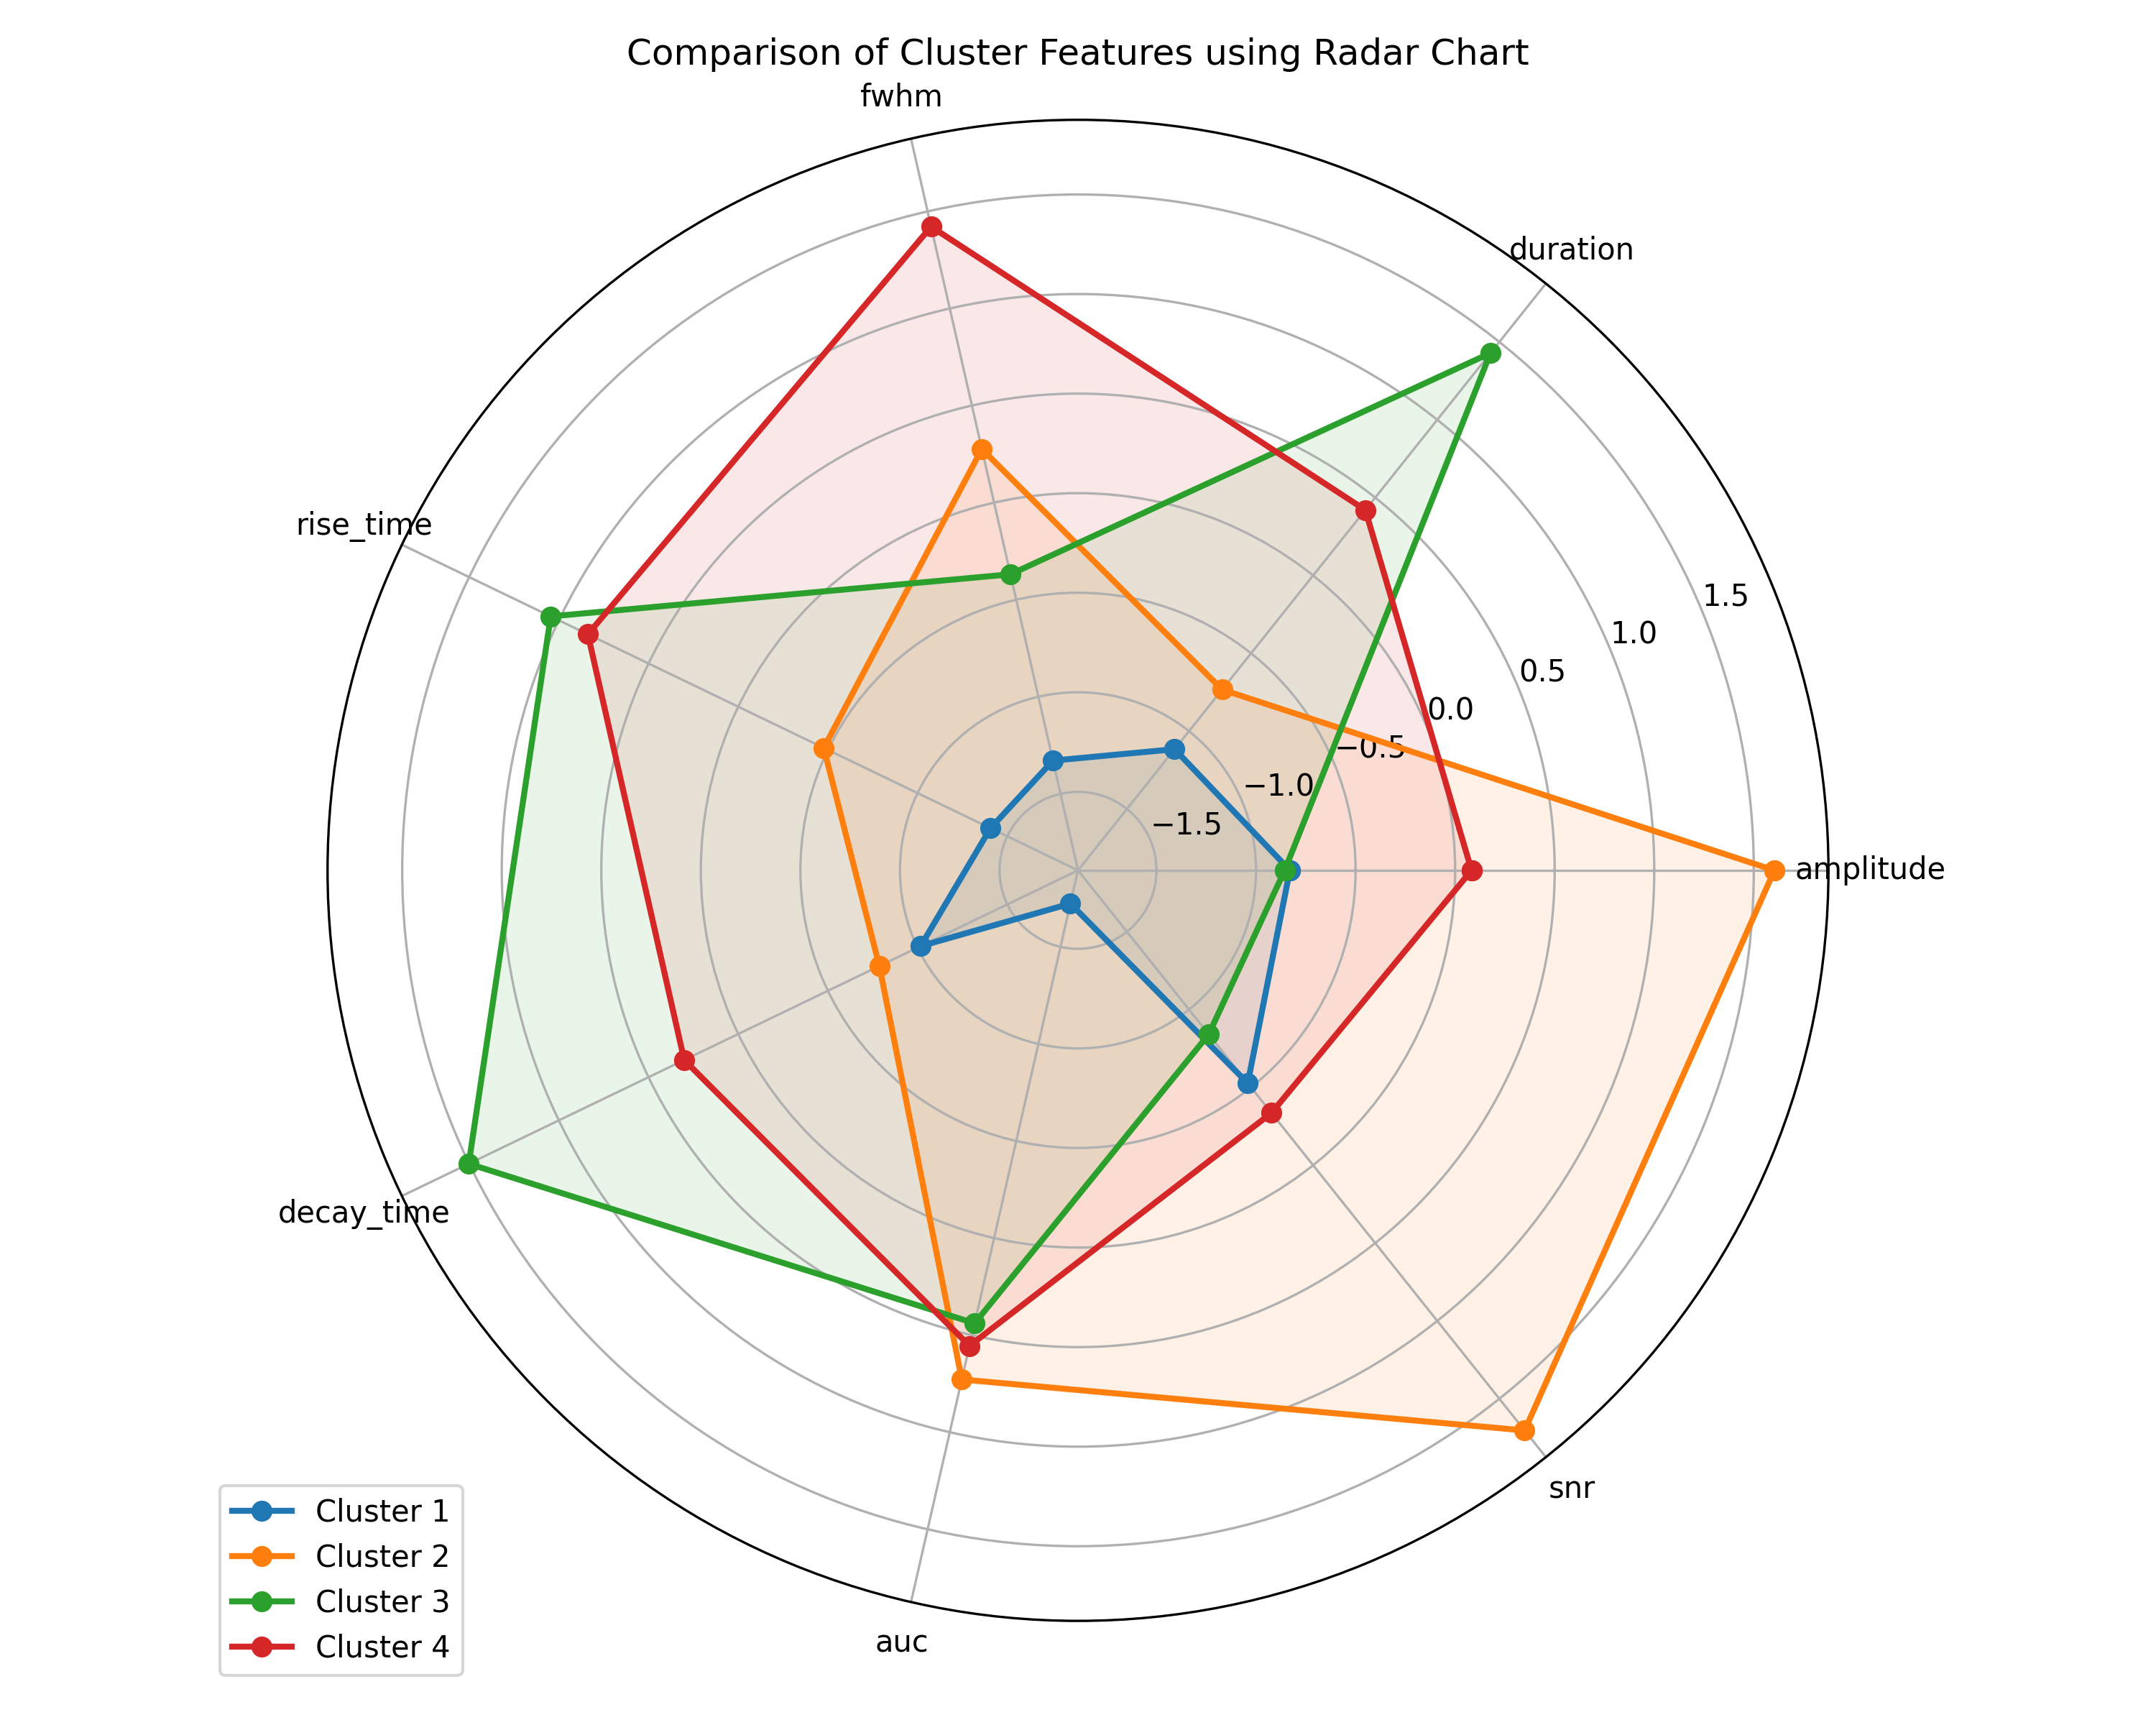 Comparison of Cluster Features using Radar Chart
fwhm
duration
rise_time
1.5
1.0
0.5
0.0
−0.5
−1.0
−1.5
amplitude
decay_time
snr
auc
Cluster 1
Cluster 2
Cluster 3
Cluster 4